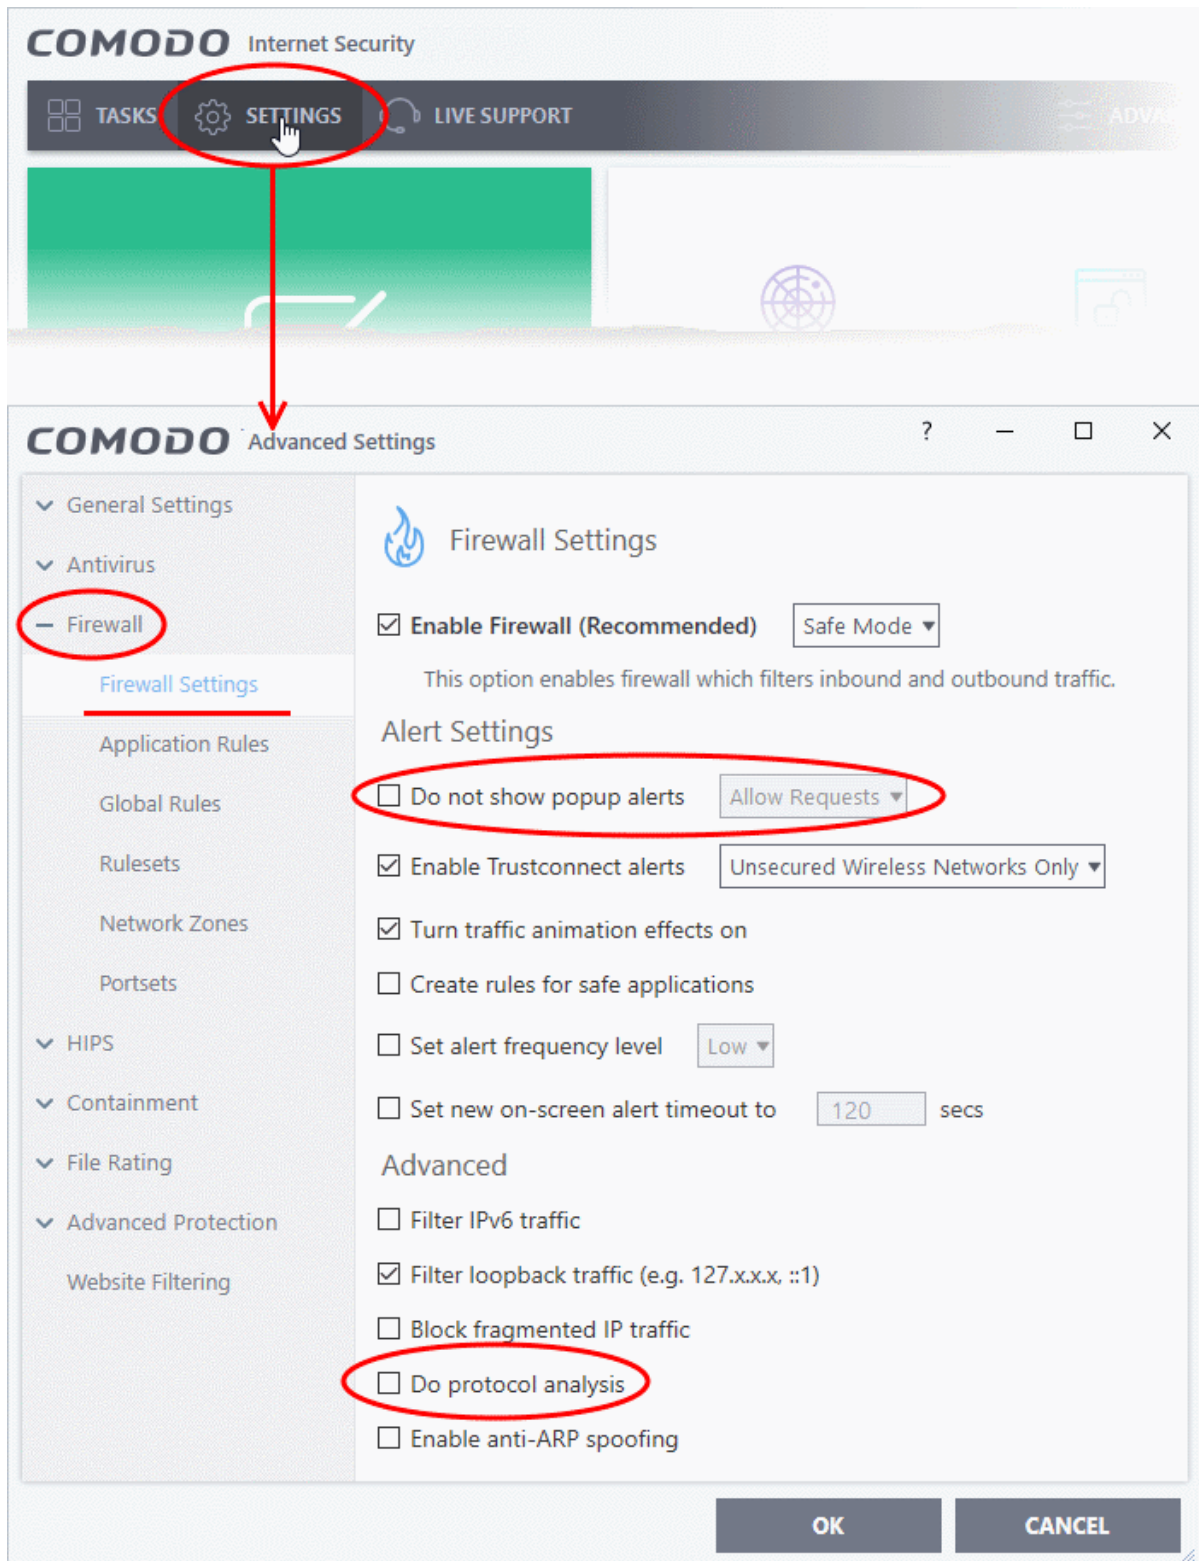 COMODO Internet Security
TASKS SETTINGS LIVE SUPPORT
COMODO Advanced Settings ?
General Settings
Antivirus
Firewall
Firewall Settings
Application Rules
Global Rules
Rulesets
Network Zones
Portsets
HIPS
Containment
File Rating
Advanced Protection
Website Filtering
Firewall Settings
Enable Firewall (Recommended) Safe Mode
This option enables firewall which filters inbound and outbound traffic.
Alert Settings
Do not show popup alerts Allow Requests
Enable Trustconnect alerts Unsecured Wireless Networks Only
Turn traffic animation effects on
Create rules for safe applications
Set alert frequency level Low
Set new on-screen alert timeout to 120 secs
Advanced
Filter IPv6 traffic
Filter loopback traffic (e.g. 127.x.x.x, ::1)
Block fragmented IP traffic
Do protocol analysis
Enable anti-ARP spoofing
OK CANCEL